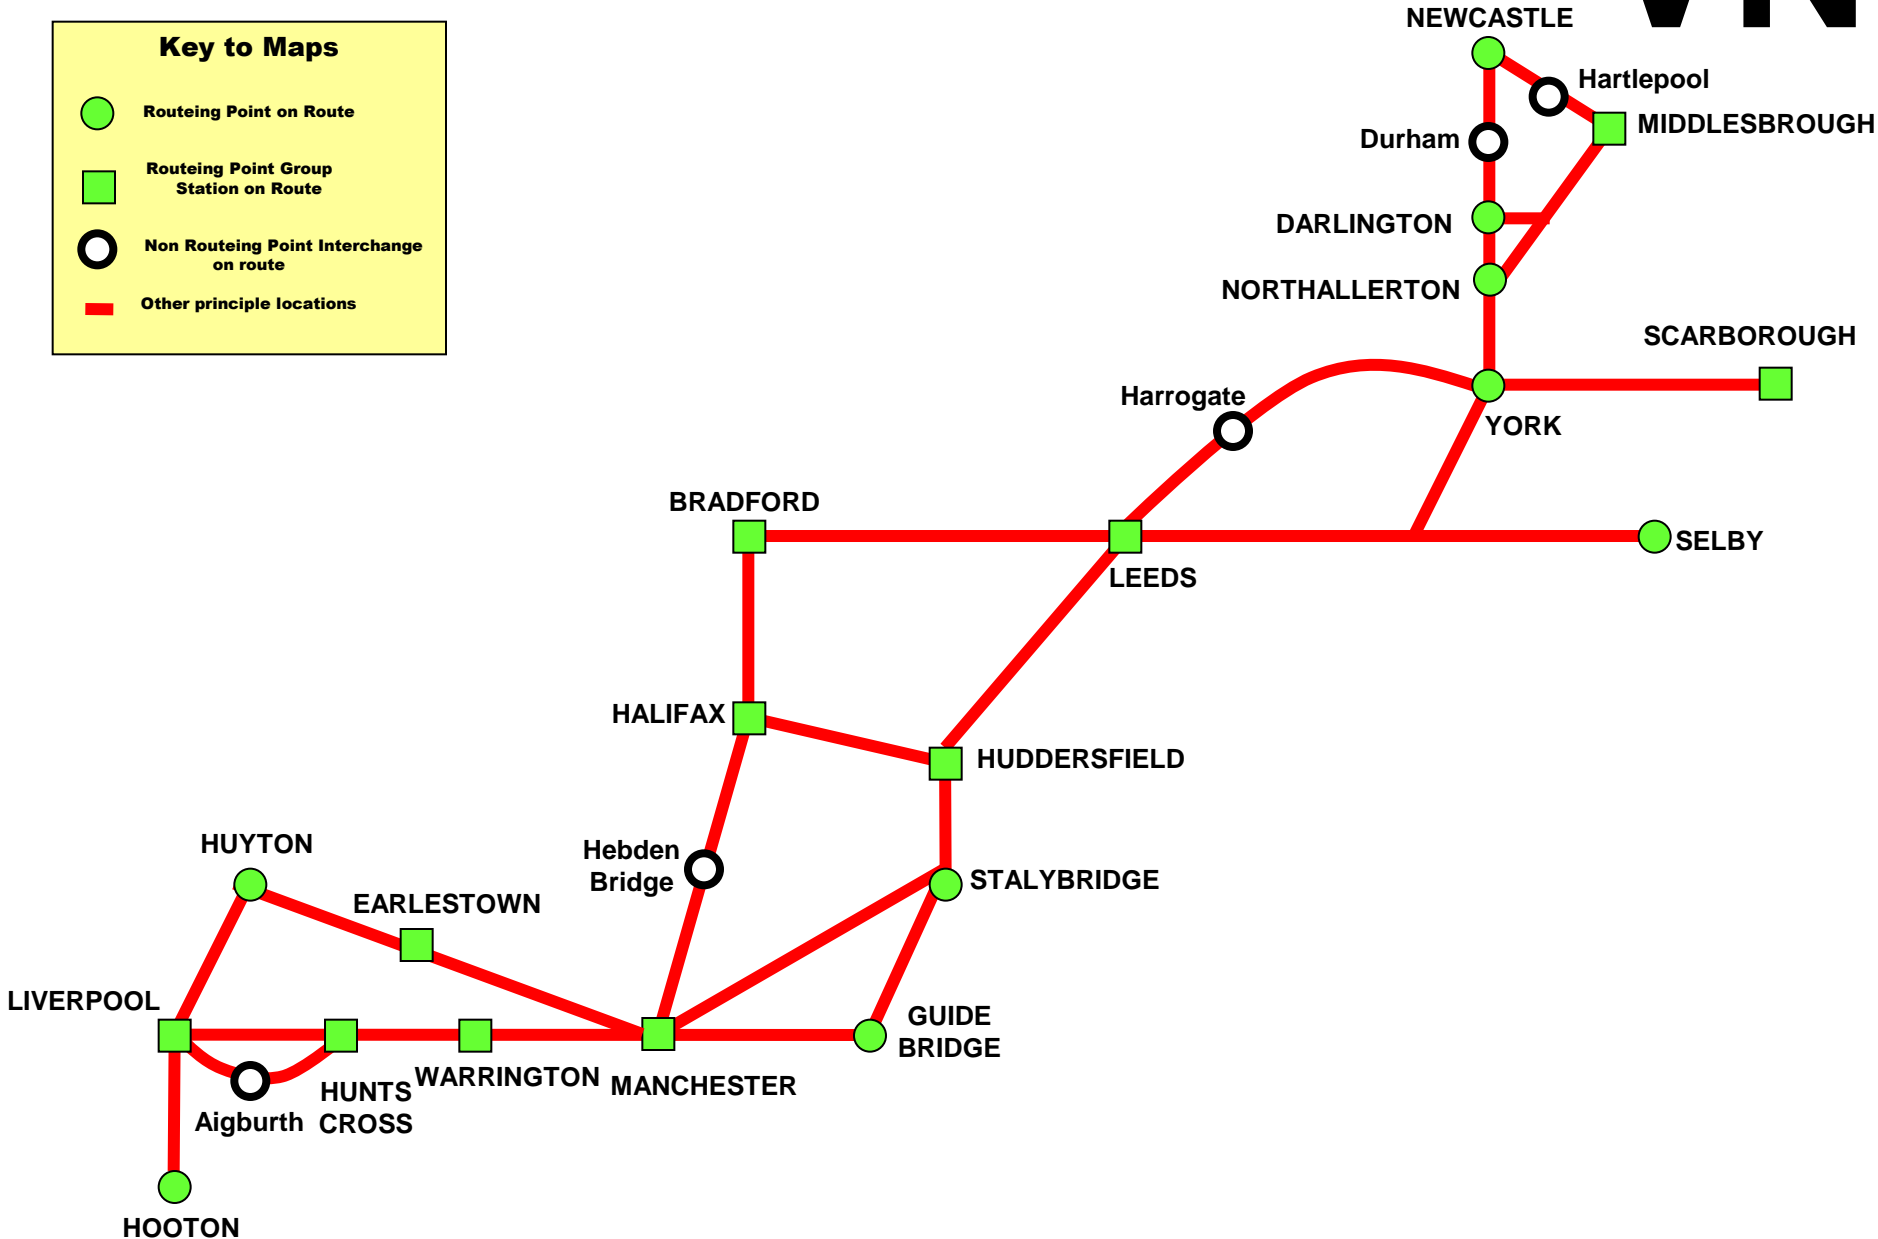 VN
Key to Maps
Routeing Point on Route
Routeing Point Group
Station on Route
Non Routeing Point Interchange
on route
Other principle locations
NEWCASTLE
Hartlepool
MIDDLESBROUGH
Durham
DARLINGTON
NORTHALLERTON
SCARBOROUGH
Harrogate
YORK
BRADFORD
SELBY
LEEDS
HALIFAX
HUDDERSFIELD
HUYTON
Hebden
Bridge
STALYBRIDGE
EARLESTOWN
LIVERPOOL
GUIDE
BRIDGE
WARRINGTON
MANCHESTER
HUNTS
CROSS
Aigburth
HOOTON